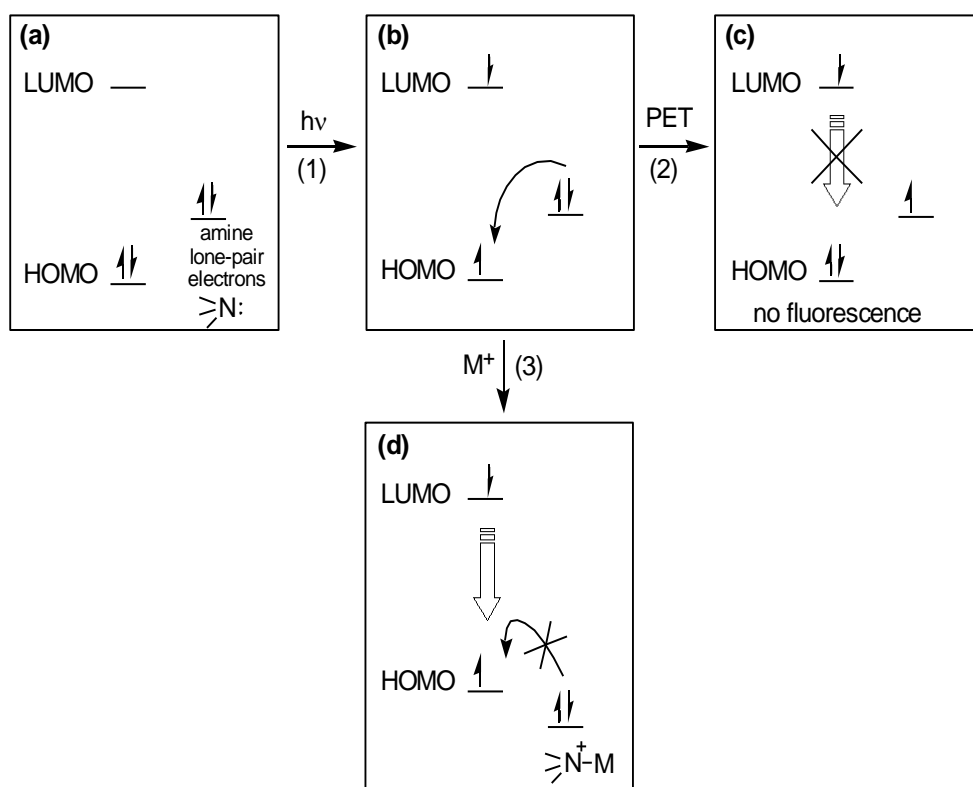 (a)
LUMO
HOMO
amine
lone-pair
electrons
N:
hν
(1)
(b)
LUMO
HOMO
PET
(2)
(c)
LUMO
HOMO
no fluorescence
M+ (3)
(d)
LUMO
HOMO
+
N-M